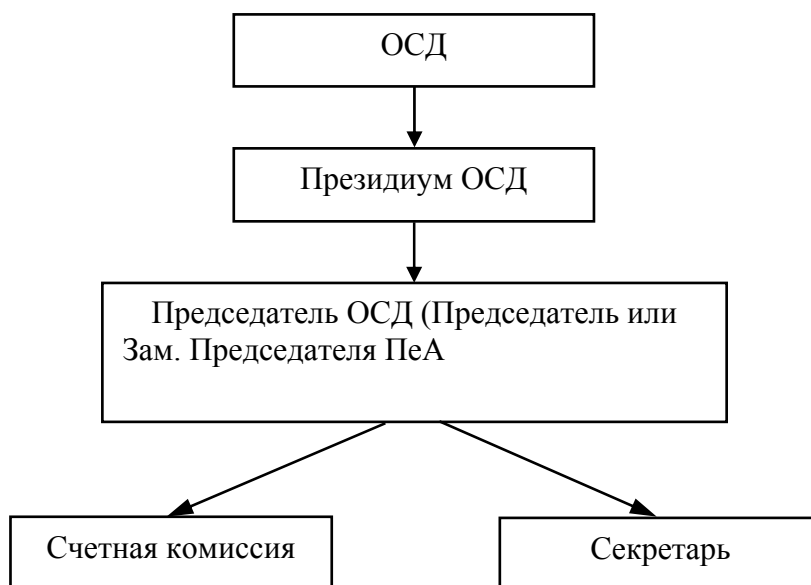 ОСД
Президиум ОСД
Председатель ОСД (Председатель или
Зам. Председателя ПеА
Счетная комиссия
Секретарь